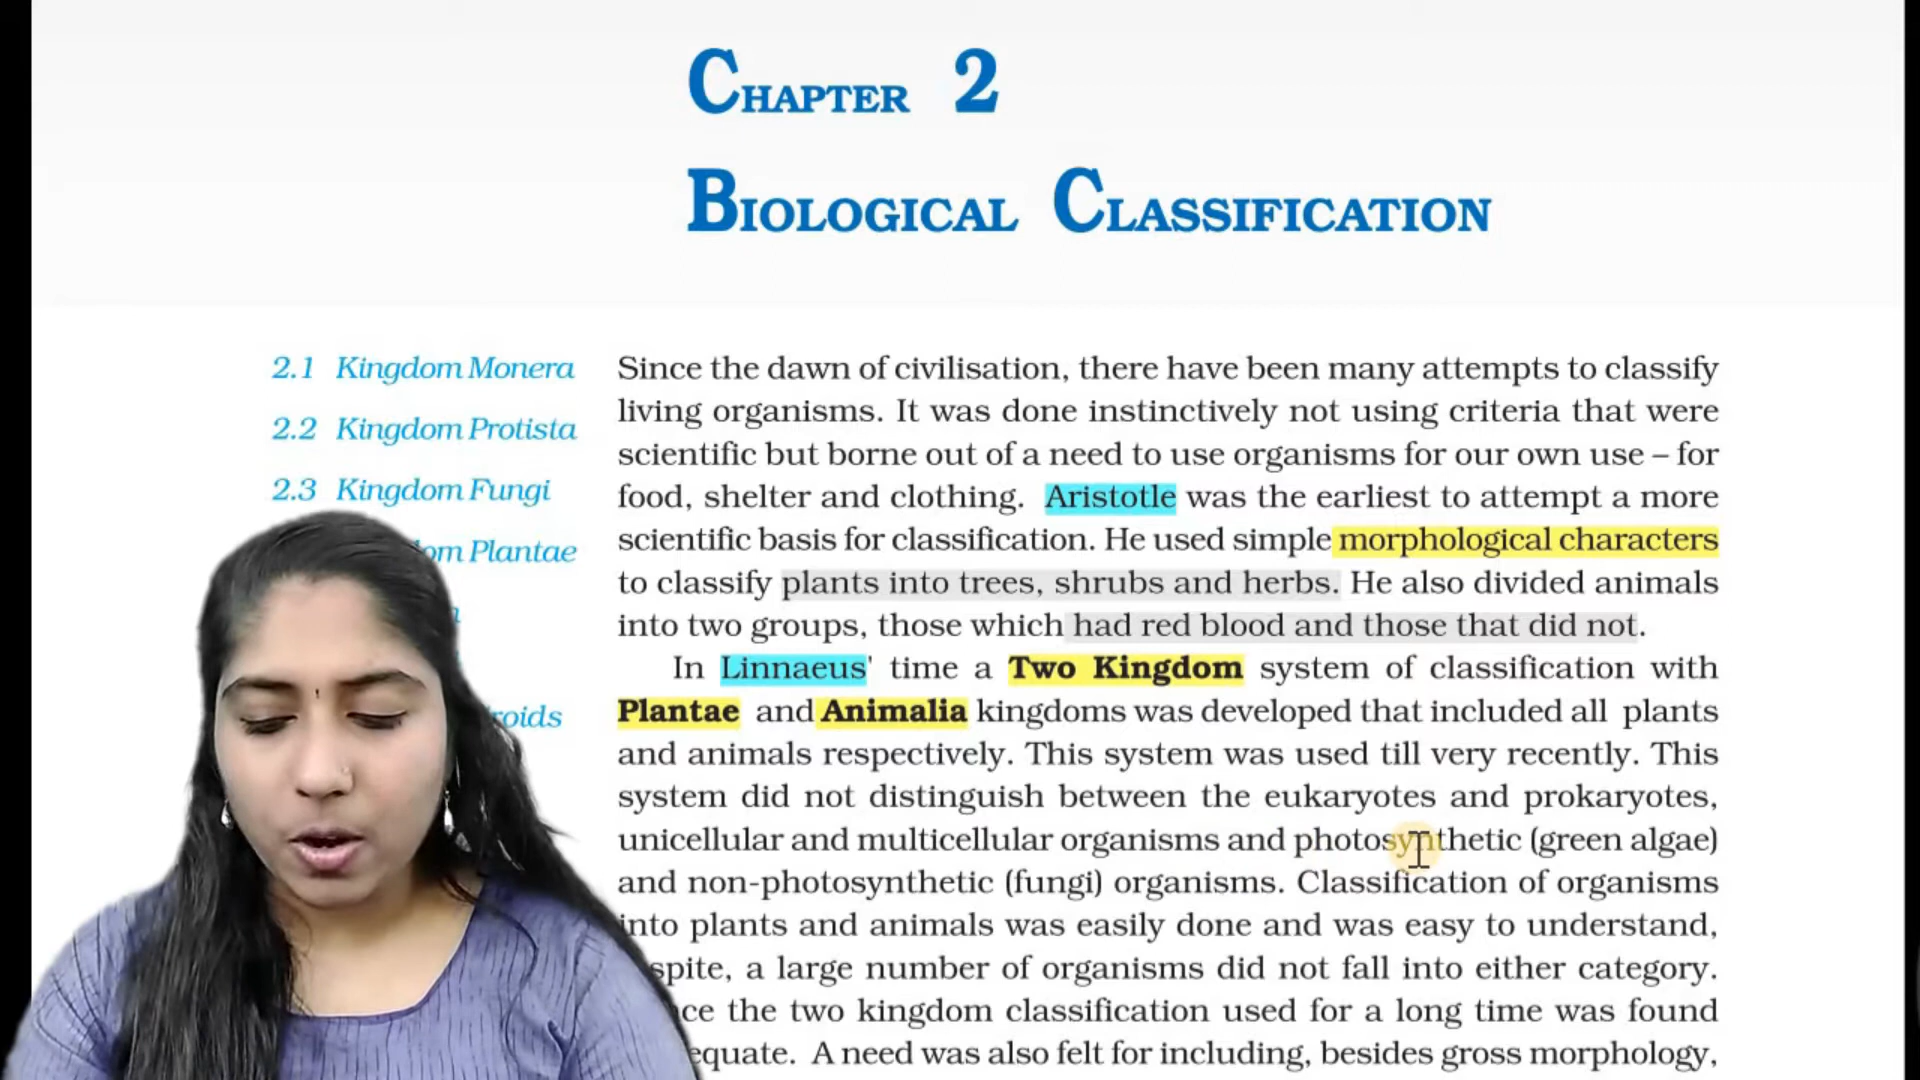 CHAPTER 2
BIOLOGICAL CLASSIFICATION
2.1 Kingdom Monera
2.2 Kingdom Protista
2.3 Kingdom Fungi
Plantae
Since the dawn of civilisation, there have been many attempts to classify
living organisms. It was done instinctively not using criteria that were
scientific but borne out of a need to use organisms for our own use – for
food, shelter and clothing. Aristotle was the earliest to attempt a more
scientific basis for classification. He used simple morphological characters
to classify plants into trees, shrubs and herbs. He also divided animals
into two groups, those which had red blood and those that did not.
In Linnaeus' time a Two Kingdom system of classification with
Plantae and Animalia kingdoms was developed that included all plants
and animals respectively. This system was used till very recently. This
system did not distinguish between the eukaryotes and prokaryotes,
unicellular and multicellular organisms and photosynthetic (green algae)
and non-photosynthetic (fungi) organisms. Classification of organisms
into plants and animals was easily done and was easy to understand,
a large number of organisms did not fall into either category.
the two kingdom classification used for a long time was found
A need was also felt for including, besides gross morphology,